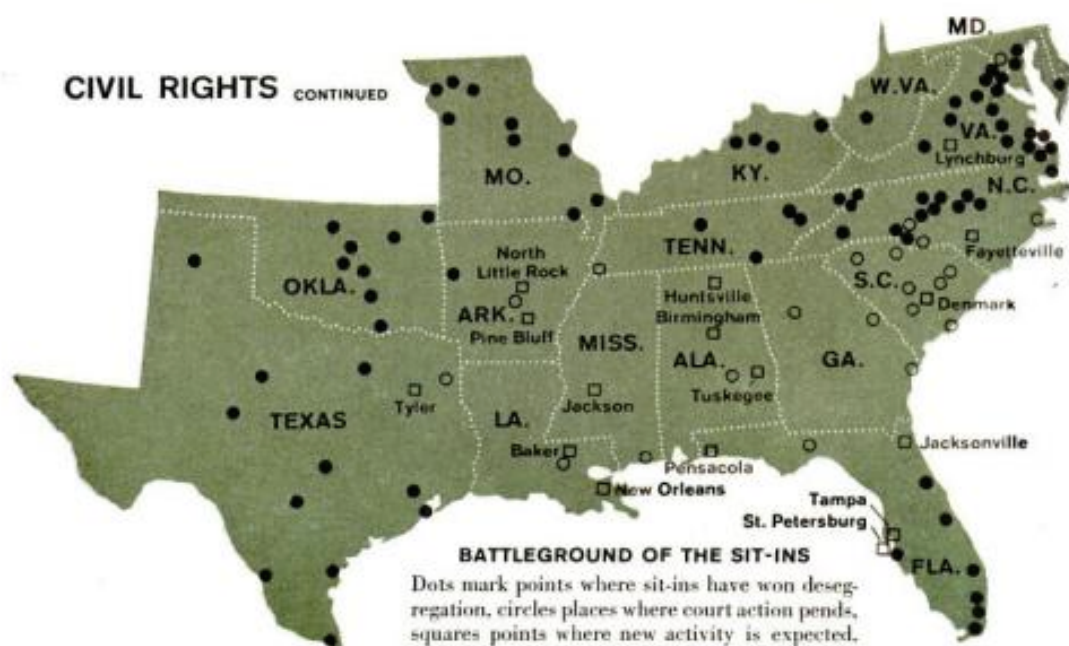 CIVIL RIGHTS CONTINUED
MD.
W.VA.
VA.
Lynchburg
MO.
KY.
N.C.
TENN.
Fayetteville
North
Little Rock
OKLA.
ARK.
Pine Bluff
S.C.
Denmark
Huntsville
Birmingham
MISS.
ALA.
GA.
Tuskegee
TEXAS
Tyler
LA.
Jackson
Baker
Pensacola
Jacksonville
New Orleans
Tampa
St. Petersburg
FLA.
BATTLEGROUND OF THE SIT-INS
Dots mark points where sit-ins have won deseg-
regation, circles places where court action pends,
squares points where new activity is expected.